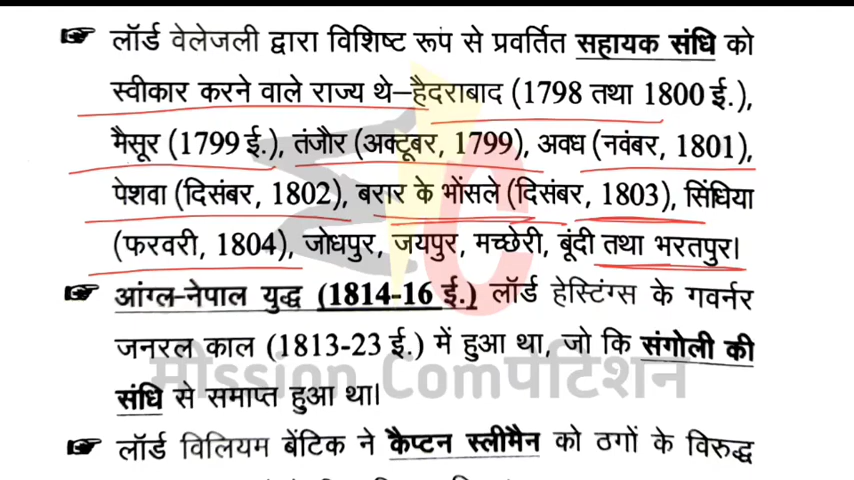 ☞ लॉर्ड वेलेजली द्वारा विशिष्ट रूप से प्रवर्तित सहायक संधि को
स्वीकार करने वाले राज्य थे–हैदराबाद (1798 तथा 1800 ई.),
मैसूर (1799 ई.), तंजौर (अक्टूबर, 1799), अवध (नवंबर, 1801),
पेशवा (दिसंबर, 1802), बरार के भोंसले (दिसंबर, 1803), सिंधिया
(फरवरी, 1804), जोधपुर, जयपुर, मच्छेरी, बूंदी तथा भरतपुर।
☞ आंग्ल-नेपाल युद्ध (1814-16 ई.) लॉर्ड हेस्टिंग्स के गवर्नर
जनरल काल (1813-23 ई.) में हुआ था, जो कि संगोली की
मीission Comपेटिशन
संधि से समाप्त हुआ था।
☞ लॉर्ड विलियम बेंटिक ने कैप्टन स्लीमैन को ठगों के विरुद्ध